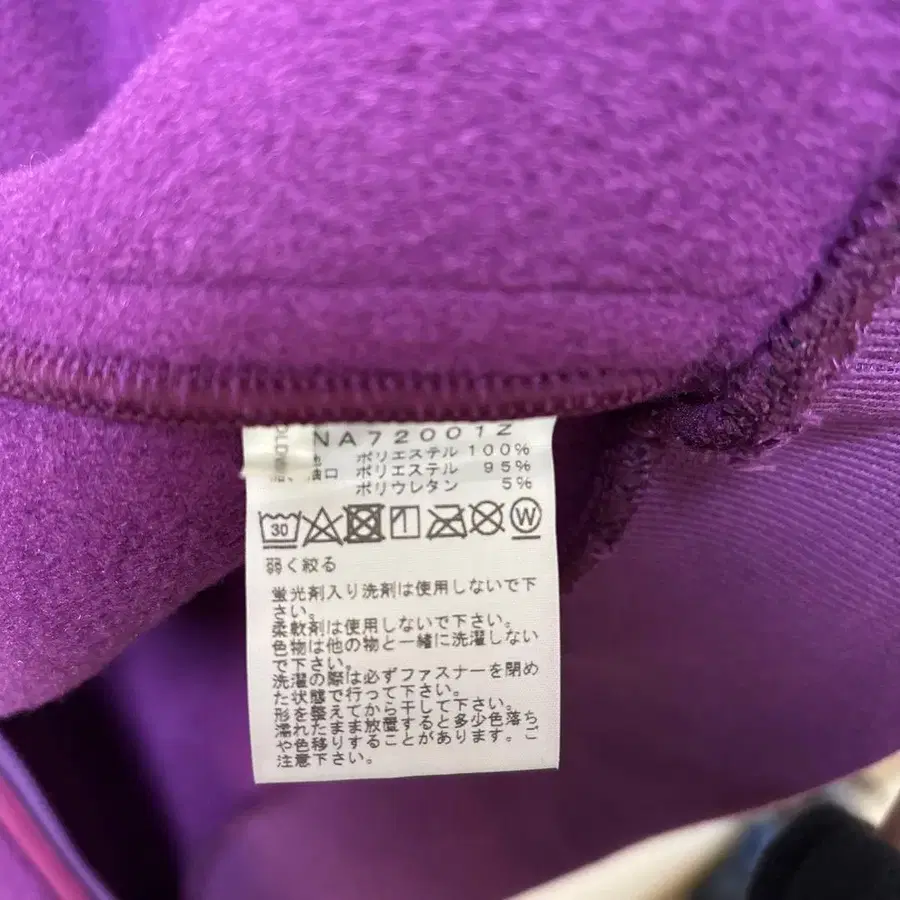 NA72001Z
地 ポリエステル 100%
袖口 ポリエステル 95%
ポリウレタン 5%
30 W
弱く絞る
蛍光剤入り洗剤は使用しないで下
さい。
柔軟剤は使用しないで下さい。
色物は他の物と一緒に洗濯しない
で下さい。
洗濯の際は必ずファスナーを閉め
た状態で行って下さい。
形を整えてから干して下さい。
濡れたまま放置すると多少色落ち
や色移りすることがあります。ご
注意下さい。